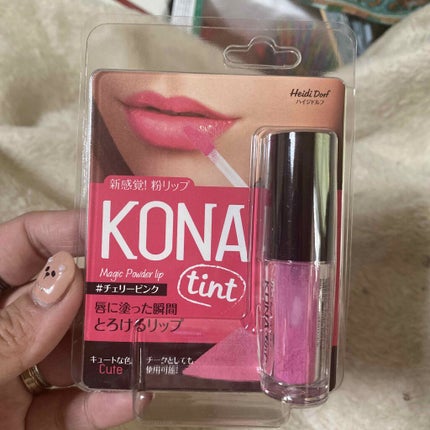 Heidi Dorf
ハイジドルフ
新感覚!粉リップ
KONA
tint
Magic Powder lip
#チェリーピンク
唇に塗った瞬間
とろけるリップ
キュートな色
Cute
チークとしても
使用可能!